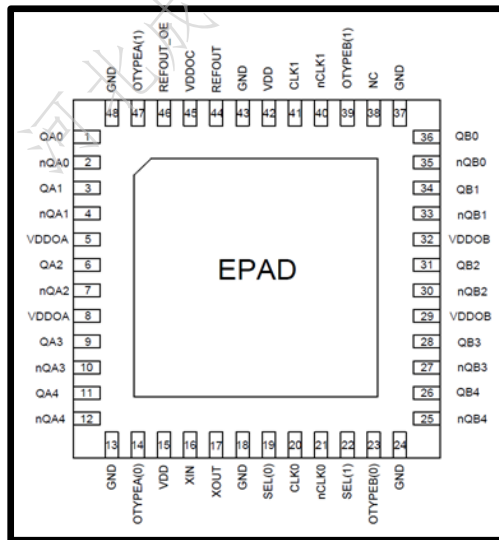 河北成
GND OTYPEA(1) REFOUT_OE VDDOC REFOUT GND VDD CLK1 nCLK1 OTYPEB(1) NC GND
48 47 46 45 44 43 42 41 40 39 38 37
QA0 1 36 QB0
nQA0 2 35 nQB0
QA1 3 34 QB1
nQA1 4 33 nQB1
VDDOA 5 32 VDDOB
QA2 6 31 QB2
EPAD
nQA2 7 30 nQB2
VDDOA 8 29 VDDOB
QA3 9 28 QB3
nQA3 10 27 nQB3
QA4 11 26 QB4
nQA4 12 25 nQB4
13 14 15 16 17 18 19 20 21 22 23 24
GND OTYPEA(0) VDD XIN XOUT GND SEL(0) CLK0 nCLK0 SEL(1) OTYPEB(0) GND